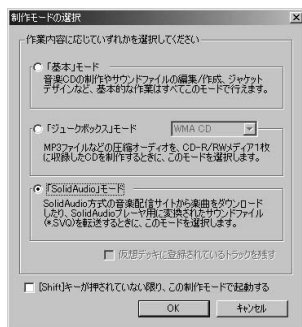 制作モードの選択
作業内容に応じていずれかを選択してください
「基本」モード
音楽CDの制作やサウンドファイルの編集/作成、ジャケット
デザインなど、基本的な作業はすべてこのモードで行えます。
「ジュークボックス」モード
WMA CD
MP3ファイルなどの圧縮オーディオを、CD-R/RWメディア1枚
に収録したCDを制作するときに、このモードを選択します。
「SolidAudio」モード
SolidAudio方式の音楽配信サイトから楽曲をダウンロード
したり、SolidAudioプレーヤ用に変換されたサウンドファイル
(*.SVQ)を転送するときに、このモードを選択します。
仮想デッキに登録されているトラックを残す
[Shift]キーが押されていない限り、この制作モードで起動する
OK
キャンセル